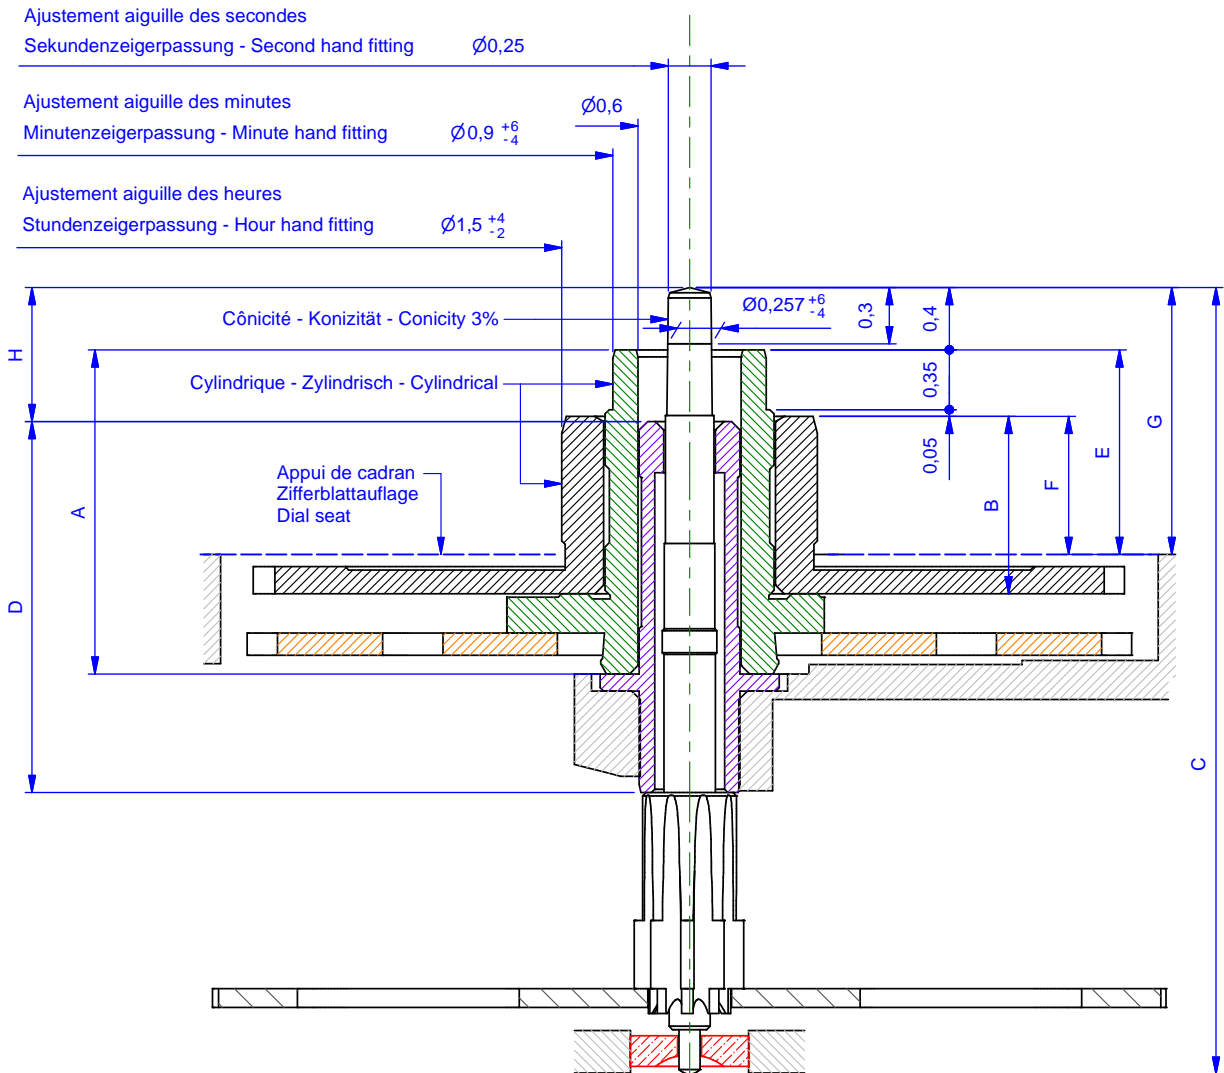 Ajustement aiguille des secondes
Sekundenzeigerpassung - Second hand fitting Ø0,25
Ajustement aiguille des minutes
Minutenzeigerpassung - Minute hand fitting Ø0,9 +6 -4
Ø0,6
Ajustement aiguille des heures
Stundenzeigerpassung - Hour hand fitting Ø1,5 +4 -2
Cônicité - Konizität - Conicity 3%
Ø0,257 +6 -4
0,3
0,4
H
Cylindrique - Zylindrisch - Cylindrical
0,35
G
E
0,05
F
B
A
Appui de cadran
Zifferblattauflage
Dial seat
D
C